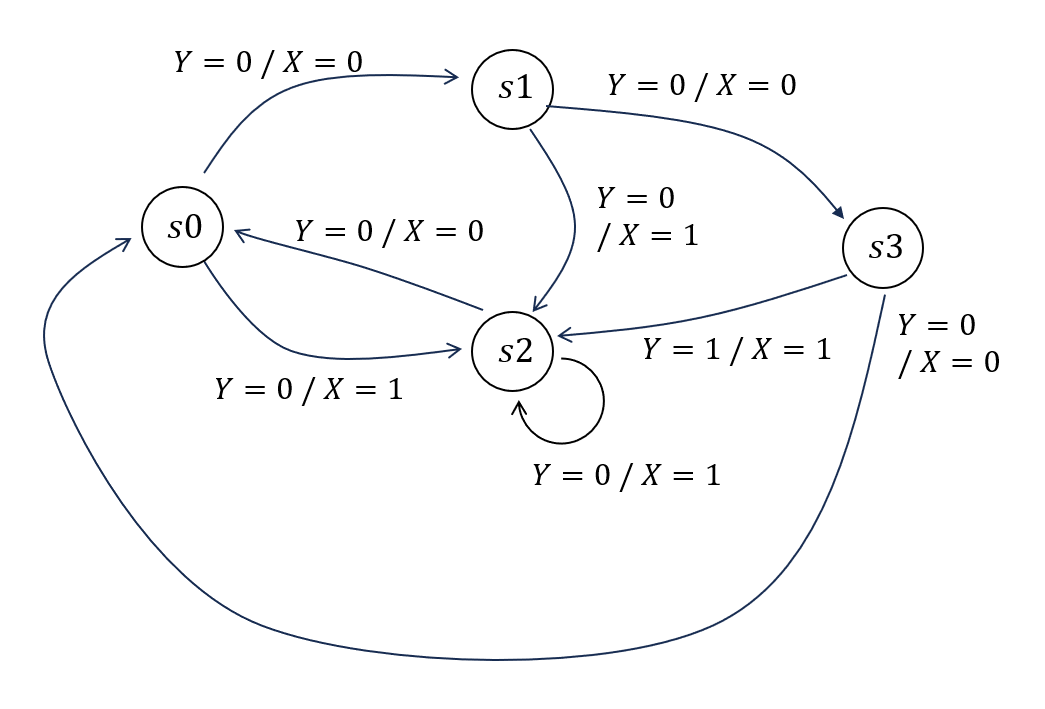 Y = 0 / X = 0
s1
Y = 0 / X = 0
Y = 0
/ X = 1
s0
Y = 0 / X = 0
s3
Y = 0
/ X = 0
s2
Y = 1 / X = 1
Y = 0 / X = 1
Y = 0 / X = 1